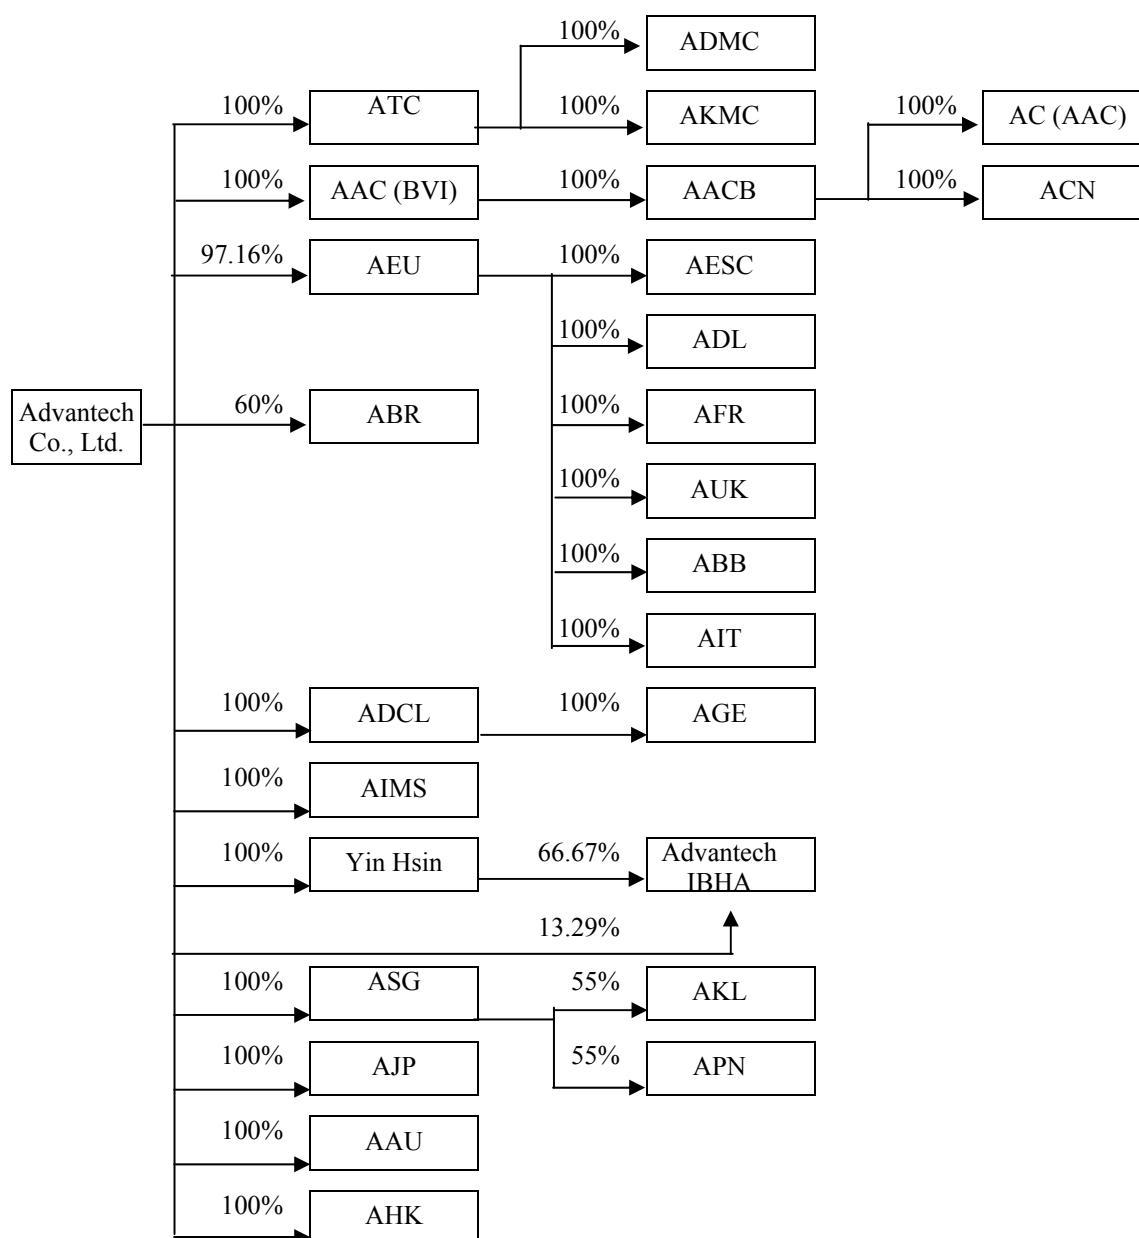 100%
ADMC
100%
ATC
100%
AKMC
100%
AC (AAC)
100%
AAC (BVI)
100%
AACB
100%
ACN
97.16%
AEU
100%
AESC
100%
ADL
Advantech
Co., Ltd.
60%
ABR
100%
AFR
100%
AUK
100%
ABB
100%
AIT
100%
ADCL
100%
AGE
100%
AIMS
100%
Yin Hsin
66.67%
Advantech
IBHA
13.29%
100%
ASG
55%
AKL
100%
AJP
55%
APN
100%
AAU
100%
AHK